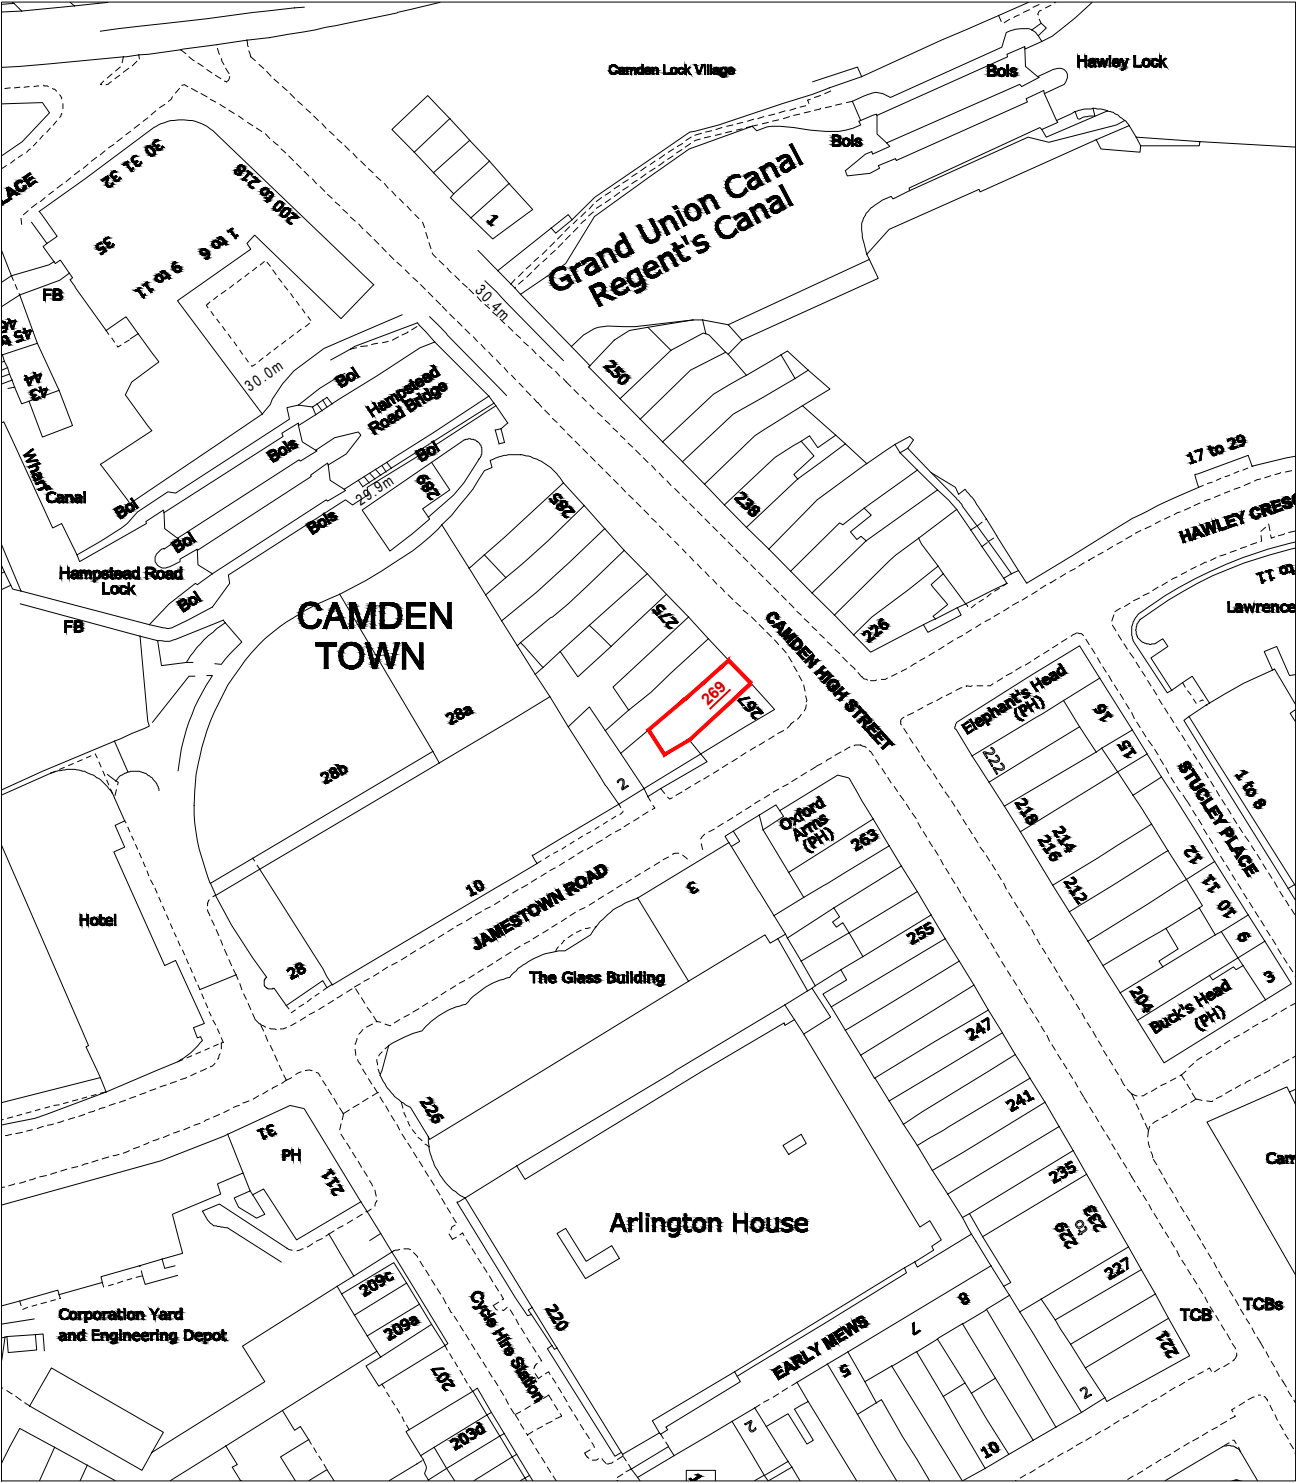 Camden Lock Village
Bols
Hawley Lock
Bols
Grand Union Canal
Regent's Canal
30 31 32
200 to 218
LACE
1
35
1 to 6
9 to 11
FB
30.4m
45 t
44
43
30.0m
Bol
Hampstead
Road Bridge
250
Bols
Bol
17 to 29
Wharf
Canal
Bol
29.9m
289
285
238
HAWLEY CRESC
Bols
Bol
Hampstead Road
Lock
Bol
to 11
Lawrence
FB
CAMDEN
TOWN
275
CAMDEN HIGH STREET
226
269
267
Elephant's Head
(PH)
16
28a
222
15
28b
2
STUCLEY PLACE
1 to 8
218
Oxford
Arms
(PH)
263
214
216
12
10
3
212
11
JAMESTOWN ROAD
10
Hotel
255
9
28
The Glass Building
3
204
Buck's Head
(PH)
247
226
241
31
PH
211
235
Cam
Arlington House
233
229
227
209c
Cycle Hire Station
220
8
TCB
TCBs
Corporation Yard
and Engineering Depot
209a
EARLY MEWS
7
221
5
207
2
2
203d
10
1